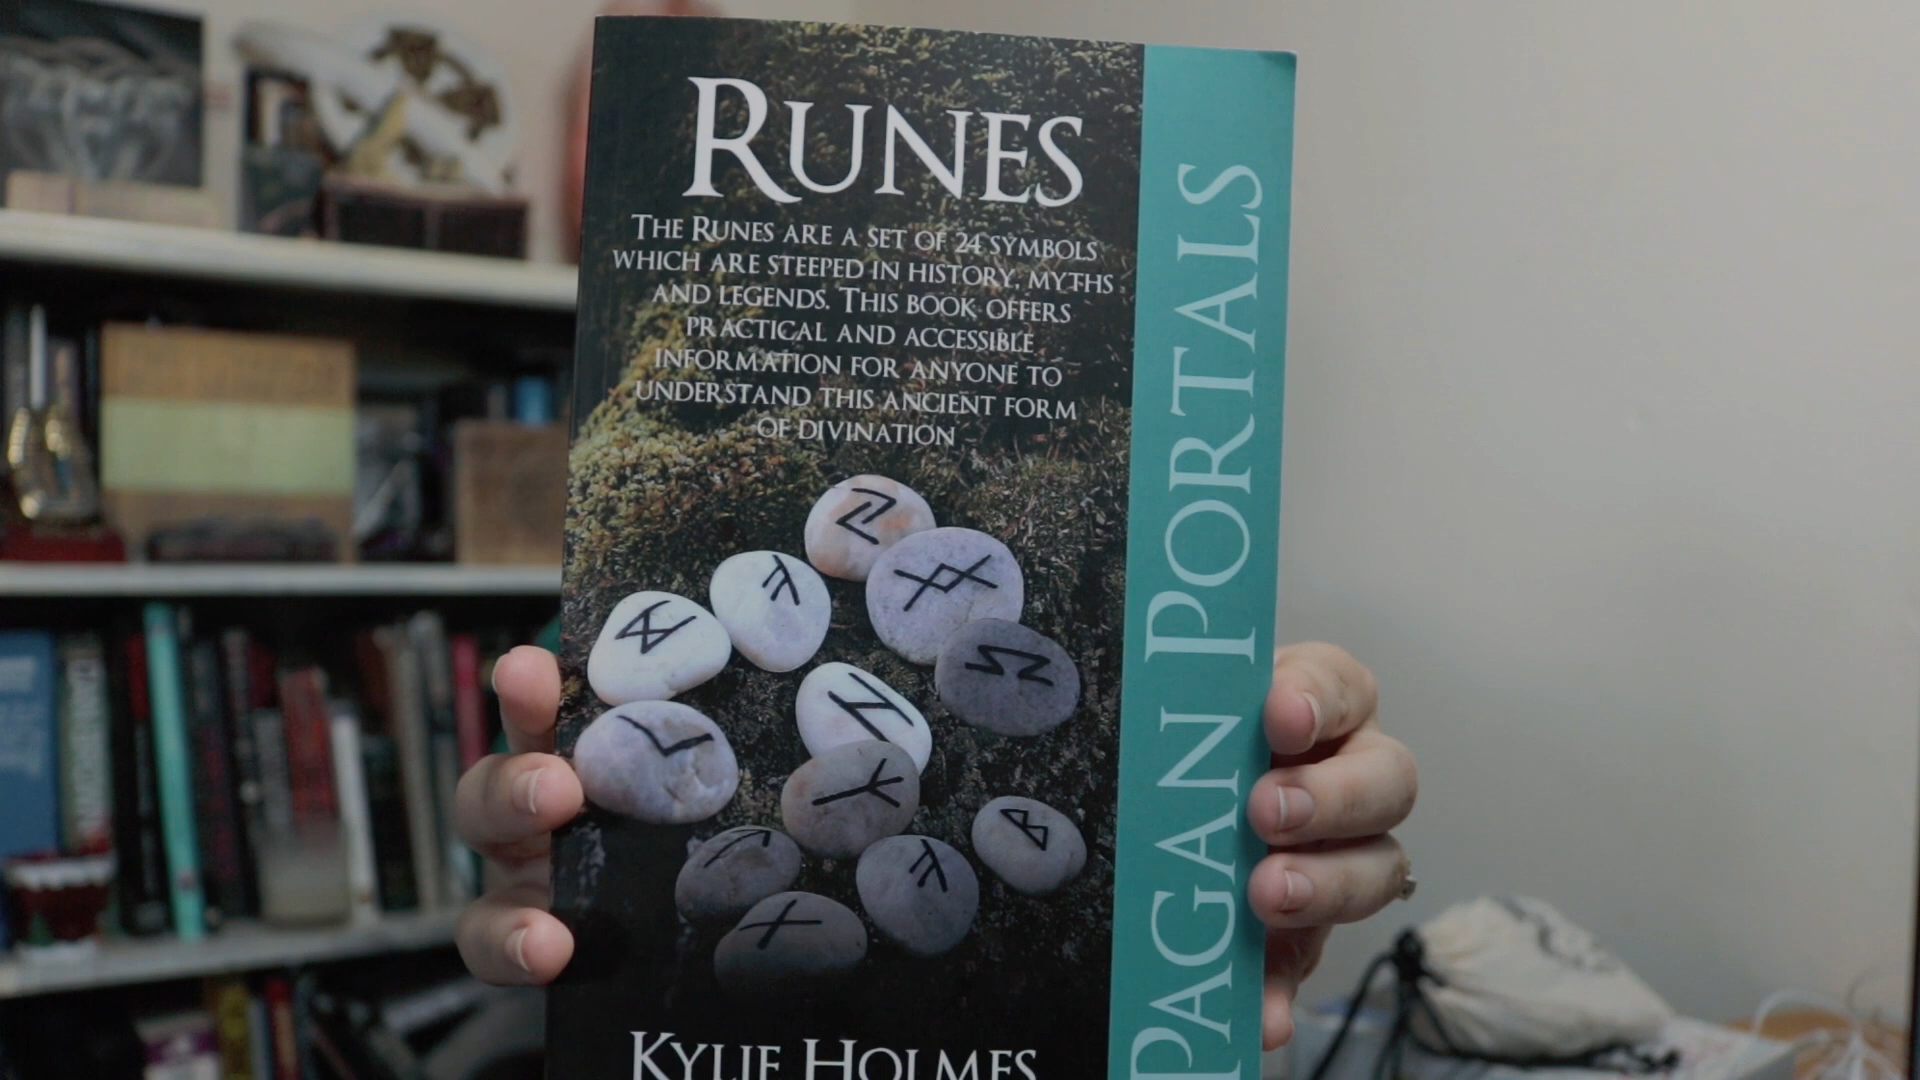 RUNES
THE RUNES ARE A SET OF 24 SYMBOLS
WHICH ARE STEEPED IN HISTORY, MYTHS
AND LEGENDS. THIS BOOK OFFERS
PRACTICAL AND ACCESSIBLE
INFORMATION FOR ANYONE TO
UNDERSTAND THIS ANCIENT FORM
OF DIVINATION
KYLIE HOLMES
PAGAN PORTALS